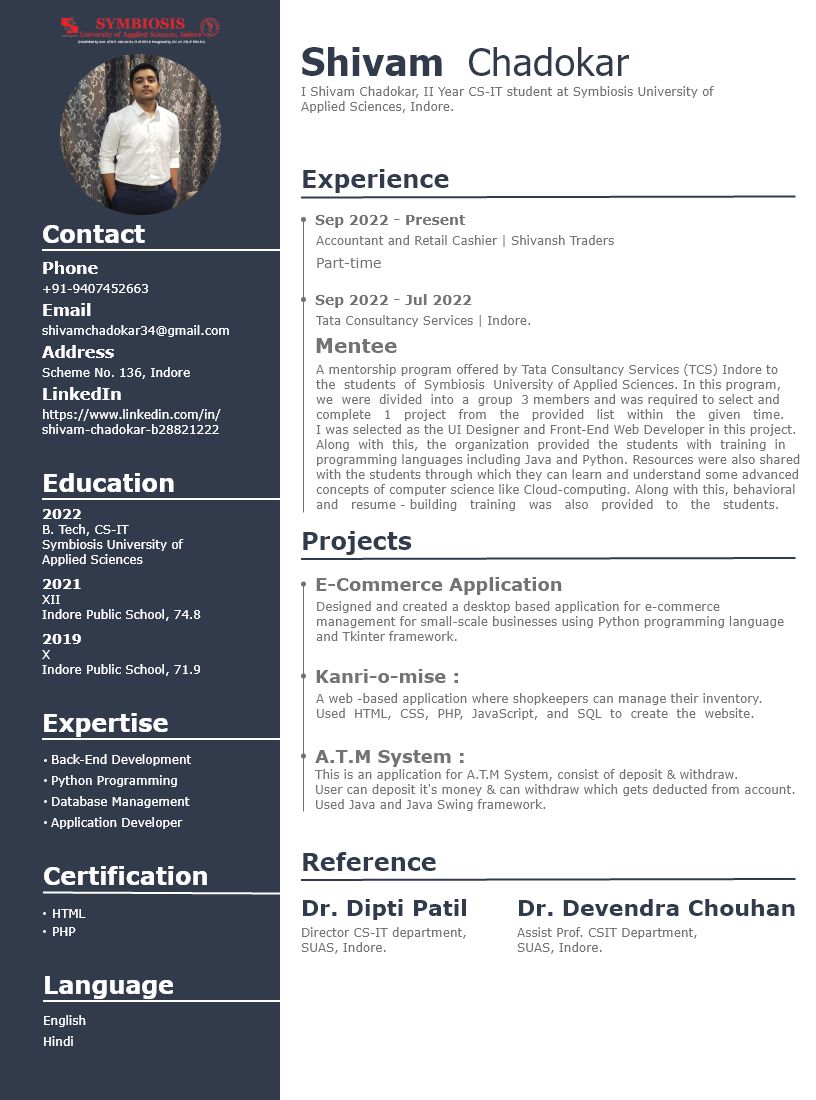 SYMBIOSIS
University of Applied Sciences, Indore
Contact
Phone
+91-9407452663
Email
shivamchadokar34@gmail.com
Address
Scheme No. 136, Indore
LinkedIn
https://www.linkedin.com/in/
shivam-chadokar-b28821222
Education
2022
B. Tech, CS-IT
Symbiosis University of
Applied Sciences
2021
XII
Indore Public School, 74.8
2019
X
Indore Public School, 71.9
Expertise
• Back-End Development
• Python Programming
• Database Management
• Application Developer
Certification
• HTML
• PHP
Language
English
Hindi
Shivam Chadokar
I Shivam Chadokar, II Year CS-IT student at Symbiosis University of
Applied Sciences, Indore.
Experience
Sep 2022 - Present
Accountant and Retail Cashier | Shivansh Traders
Part-time
Sep 2022 - Jul 2022
Tata Consultancy Services | Indore.
Mentee
A mentorship program offered by Tata Consultancy Services (TCS) Indore to
the students of Symbiosis University of Applied Sciences. In this program,
we were divided into a group 3 members and was required to select and
complete 1 project from the provided list within the given time.
I was selected as the UI Designer and Front-End Web Developer in this project.
Along with this, the organization provided the students with training in
programming languages including Java and Python. Resources were also shared
with the students through which they can learn and understand some advanced
concepts of computer science like Cloud-computing. Along with this, behavioral
and resume - building training was also provided to the students.
Projects
E-Commerce Application
Designed and created a desktop based application for e-commerce
management for small-scale businesses using Python programming language
and Tkinter framework.
Kanri-o-mise :
A web -based application where shopkeepers can manage their inventory.
Used HTML, CSS, PHP, JavaScript, and SQL to create the website.
A.T.M System :
This is an application for A.T.M System, consist of deposit & withdraw.
User can deposit it's money & can withdraw which gets deducted from account.
Used Java and Java Swing framework.
Reference
Dr. Dipti Patil
Director CS-IT department,
SUAS, Indore.
Dr. Devendra Chouhan
Assist Prof. CSIT Department,
SUAS, Indore.